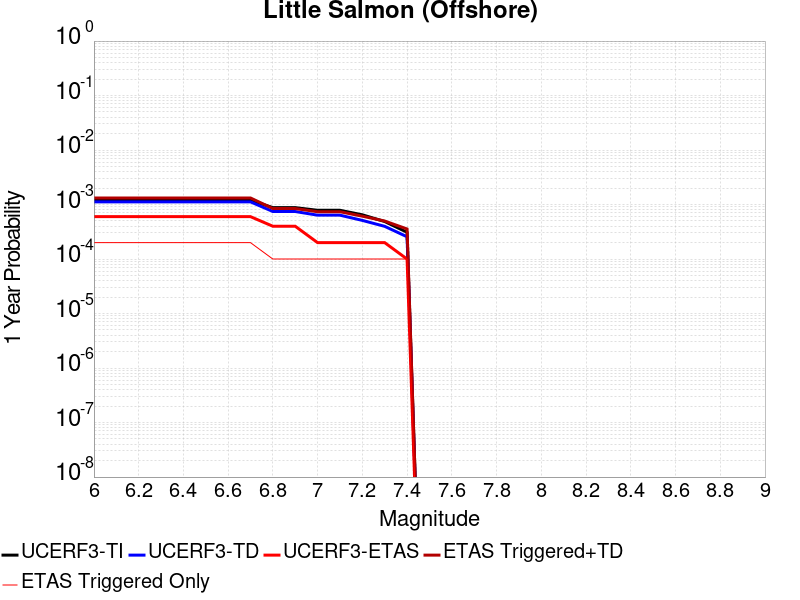 Little Salmon (Offshore)
10^0
10^-1
10^-2
10^-3
10^-4
10^-5
10^-6
10^-7
10^-8
1 Year Probability
6 6.2 6.4 6.6 6.8 7 7.2 7.4 7.6 7.8 8 8.2 8.4 8.6 8.8 9
Magnitude
UCERF3-TI UCERF3-TD UCERF3-ETAS ETAS Triggered+TD
ETAS Triggered Only